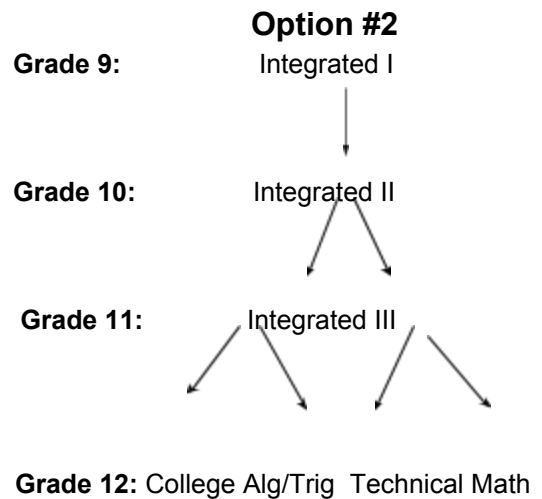 Option #2
Grade 9: Integrated I
Grade 10: Integrated II
Grade 11: Integrated III
Grade 12: College Alg/Trig Technical Math